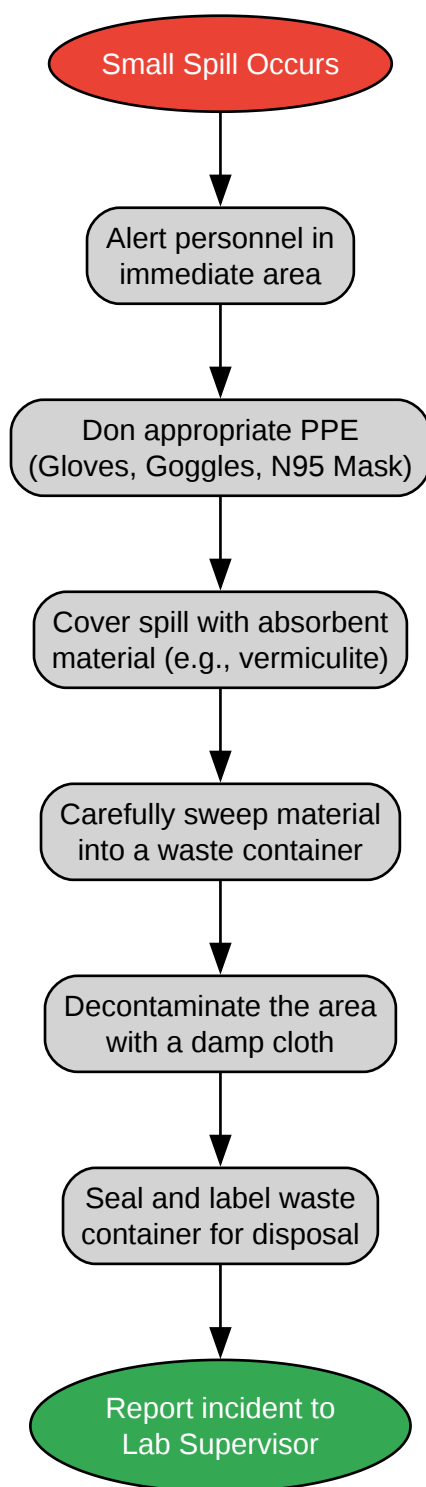 Small Spill Occurs
Alert personnel in
immediate area
Don appropriate PPE
(Gloves, Goggles, N95 Mask)
Cover spill with absorbent
material (e.g., vermiculite)
Carefully sweep material
into a waste container
Decontaminate the area
with a damp cloth
Seal and label waste
container for disposal
Report incident to
Lab Supervisor